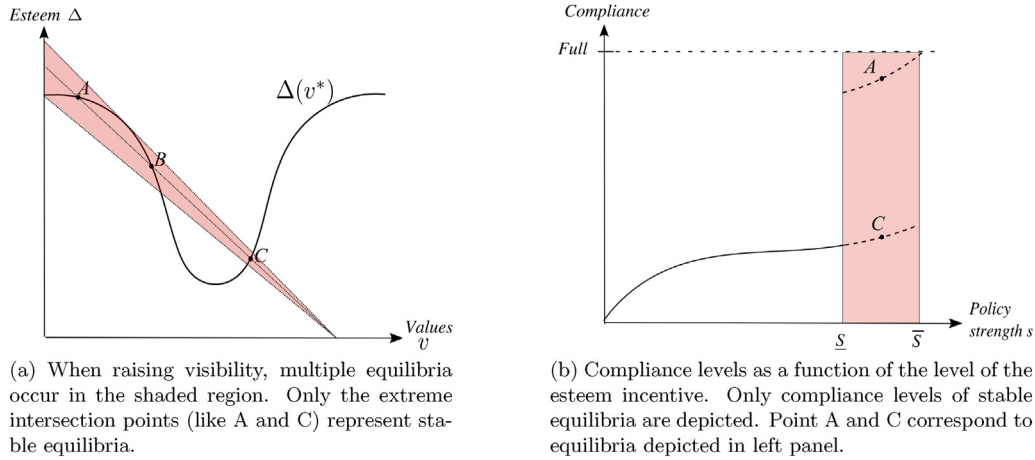 Esteem Δ
A
B
C
Δ(v*)
Values
υ
(a) When raising visibility, multiple equilibria
occur in the shaded region. Only the extreme
intersection points (like A and C) represent sta-
ble equilibria.
Compliance
Full
A
C
Policy
strength s
S
S̅
(b) Compliance levels as a function of the level of the
esteem incentive. Only compliance levels of stable
equilibria are depicted. Point A and C correspond to
equilibria depicted in left panel.